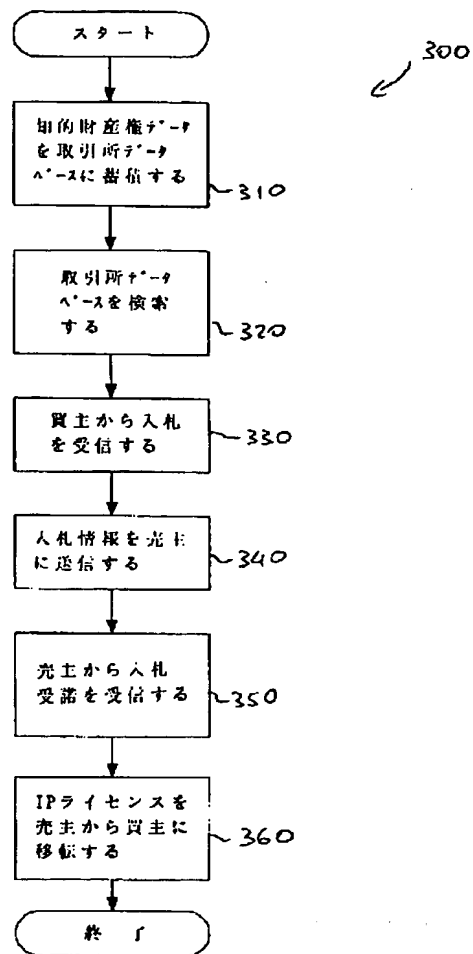 スタート
300
知的財産権データ
を取引所データ
ベースに蓄積する
310
取引所データ
ベースを検索
する
320
買主から入札
を受信する
330
入札情報を売主
に送信する
340
売主から入札
受諾を受信する
350
IPライセンスを
売主から買主に
移転する
360
終了